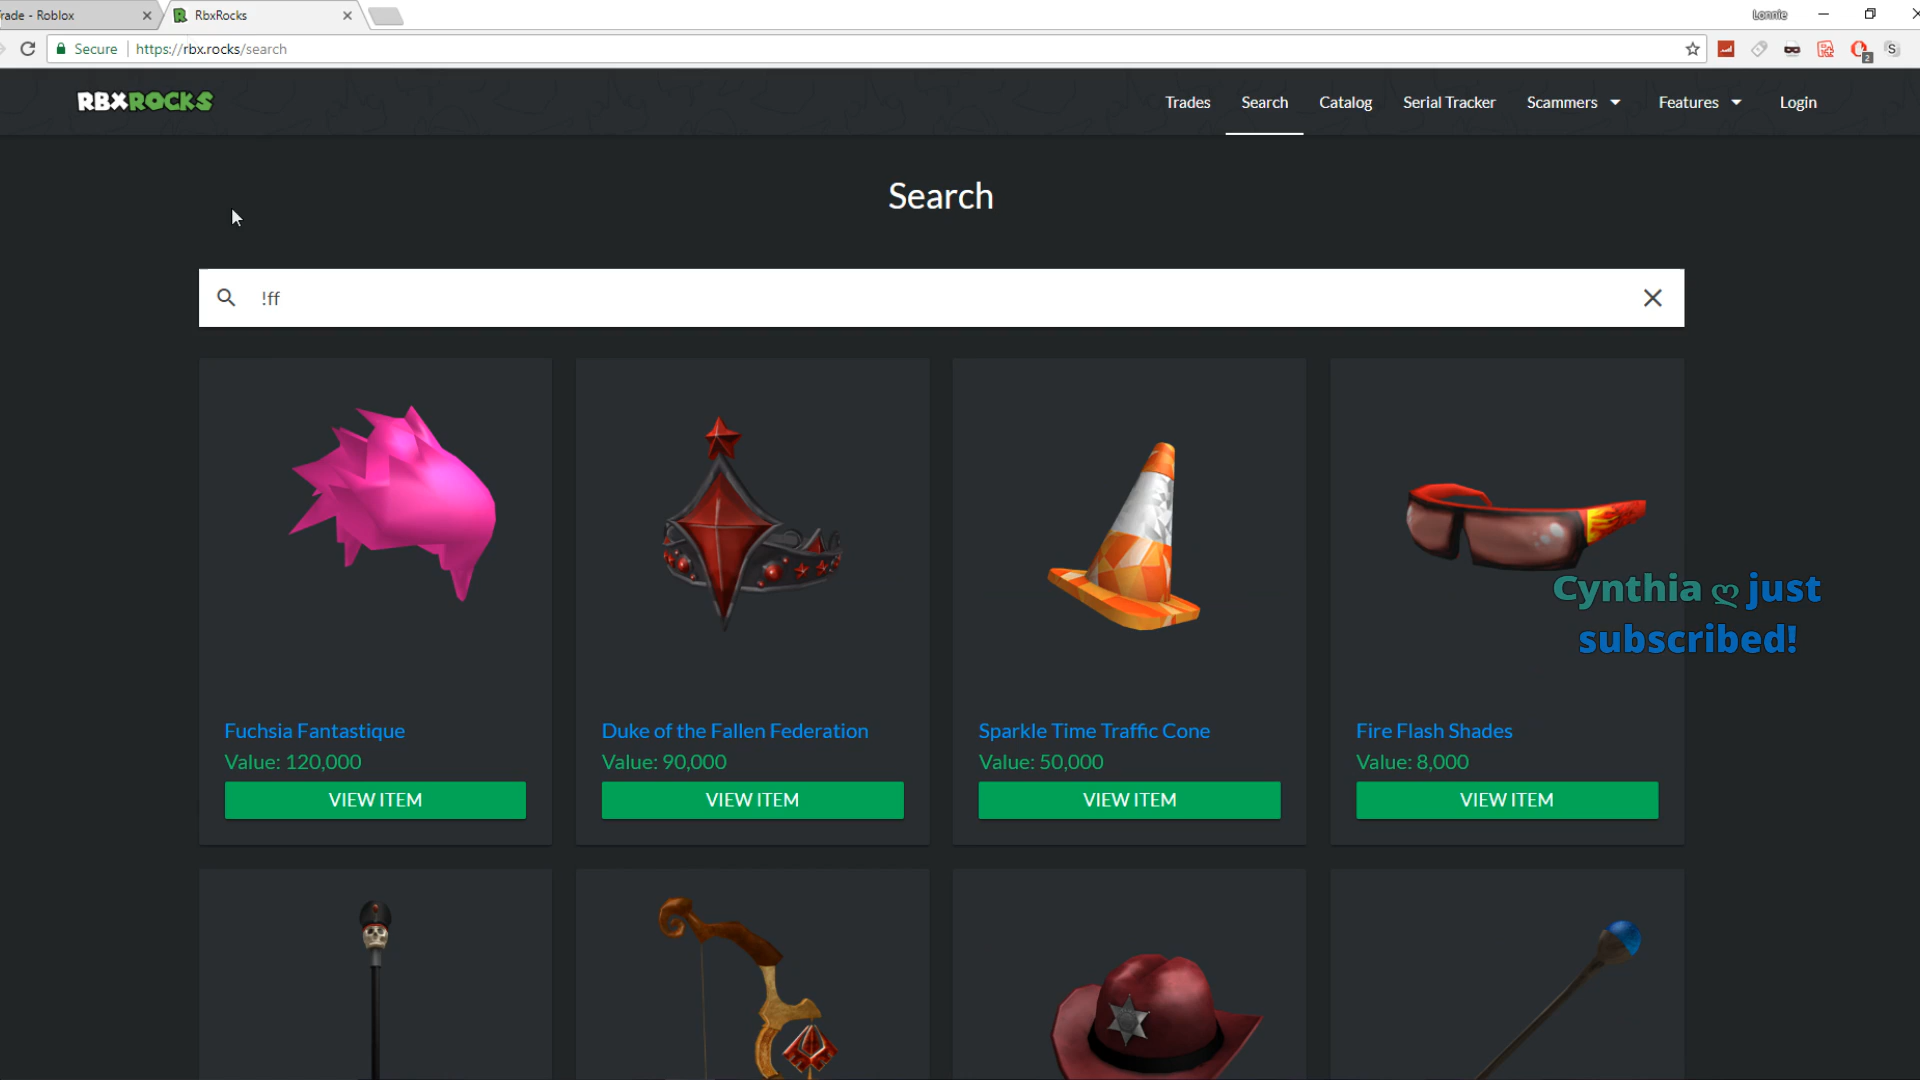 rade - Roblox
RbxRocks
Lonnie
Secure
https://rbx.rocks/search
2
S
RBXROCKS
Trades
Search
Catalog
Serial Tracker
Scammers
Features
Login
Search
!ff
Cynthia ღ just
subscribed!
Fuchsia Fantastique
Value: 120,000
VIEW ITEM
Duke of the Fallen Federation
Value: 90,000
VIEW ITEM
Sparkle Time Traffic Cone
Value: 50,000
VIEW ITEM
Fire Flash Shades
Value: 8,000
VIEW ITEM